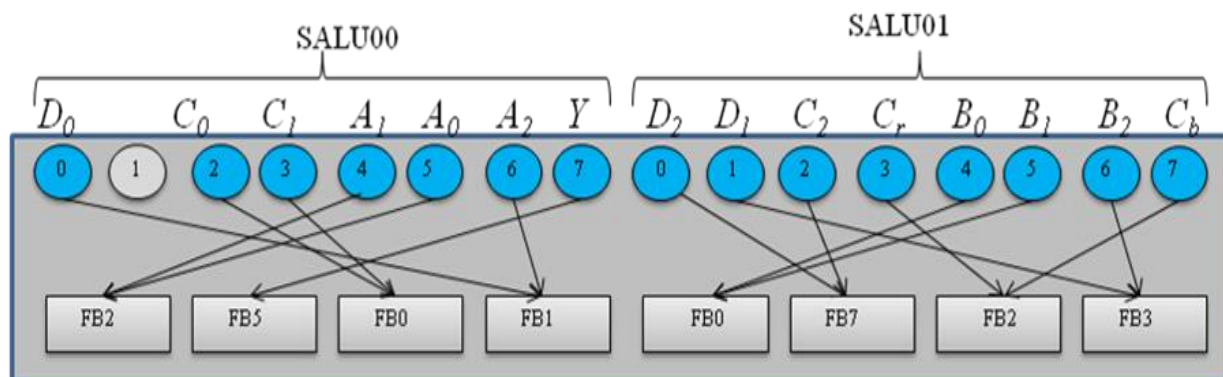 SALU00 SALU01
D₀ C₀ C₁ A₁ A₀ A₂ Y D₂ D₁ C₂ Cᵣ B₀ B₁ B₂ C_b
0 1 2 3 4 5 6 7 0 1 2 3 4 5 6 7
FB2 FB5 FB0 FB1 FB0 FB7 FB2 FB3